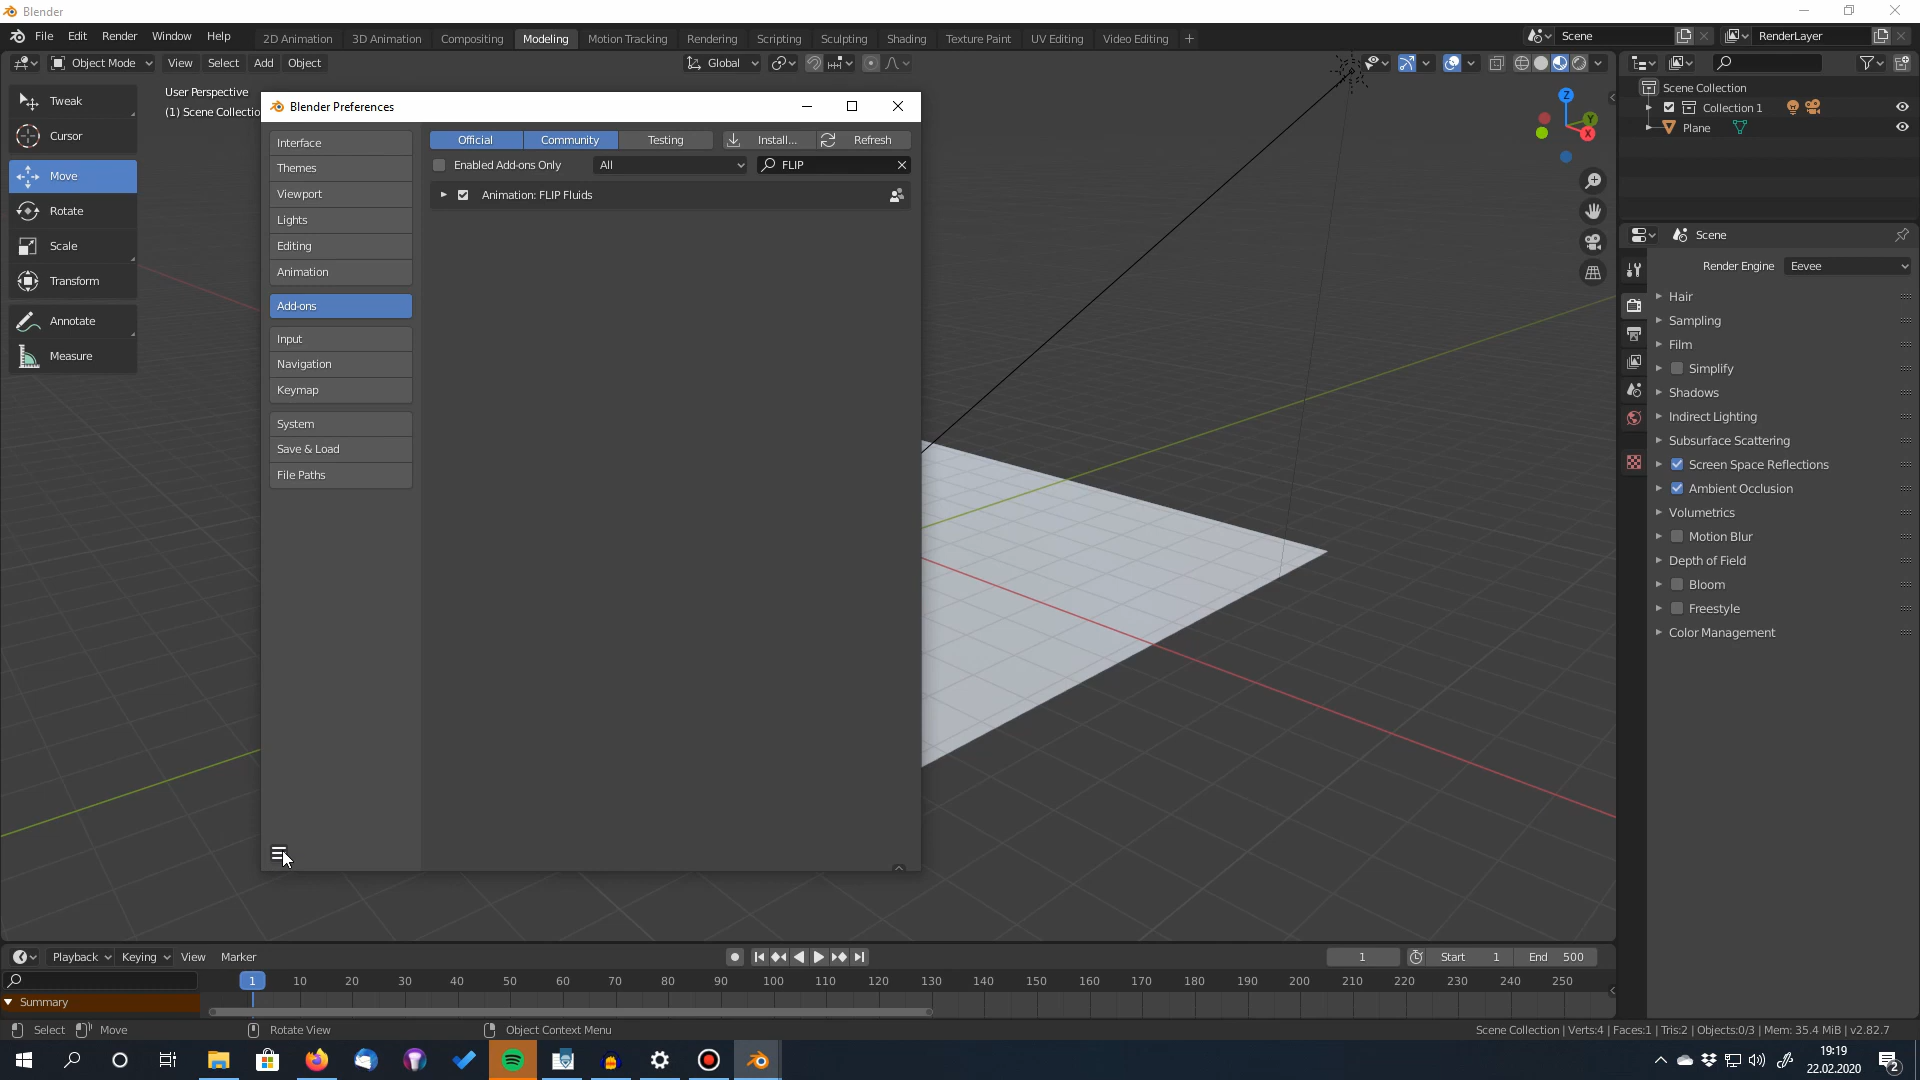 Blender
File Edit Render Window Help 2D Animation 3D Animation Compositing Modeling Motion Tracking Rendering Scripting Sculpting Shading Texture Paint UV Editing Video Editing + Scene RenderLayer
Object Mode View Select Add Object Global
User Perspective
(1) Scene Collectio
Tweak
Cursor
Move
Rotate
Scale
Transform
Annotate
Measure
Blender Preferences
Interface
Themes
Viewport
Lights
Editing
Animation
Add-ons
Input
Navigation
Keymap
System
Save & Load
File Paths
Official Community Testing Install... Refresh
Enabled Add-ons Only All FLIP
Animation: FLIP Fluids
Z
Y
X
Scene Collection
Collection 1
Plane
Scene
Render Engine Eevee
Hair
Sampling
Film
Simplify
Shadows
Indirect Lighting
Subsurface Scattering
Screen Space Reflections
Ambient Occlusion
Volumetrics
Motion Blur
Depth of Field
Bloom
Freestyle
Color Management
Playback Keying View Marker 1 Start 1 End 500
1 10 20 30 40 50 60 70 80 90 100 110 120 130 140 150 160 170 180 190 200 210 220 230 240 250
Summary
Select Move Rotate View Object Context Menu Scene Collection | Verts:4 | Faces:1 | Tris:2 | Objects:0/3 | Mem: 35.4 MiB | v2.82.7
19:19
22.02.2020
2